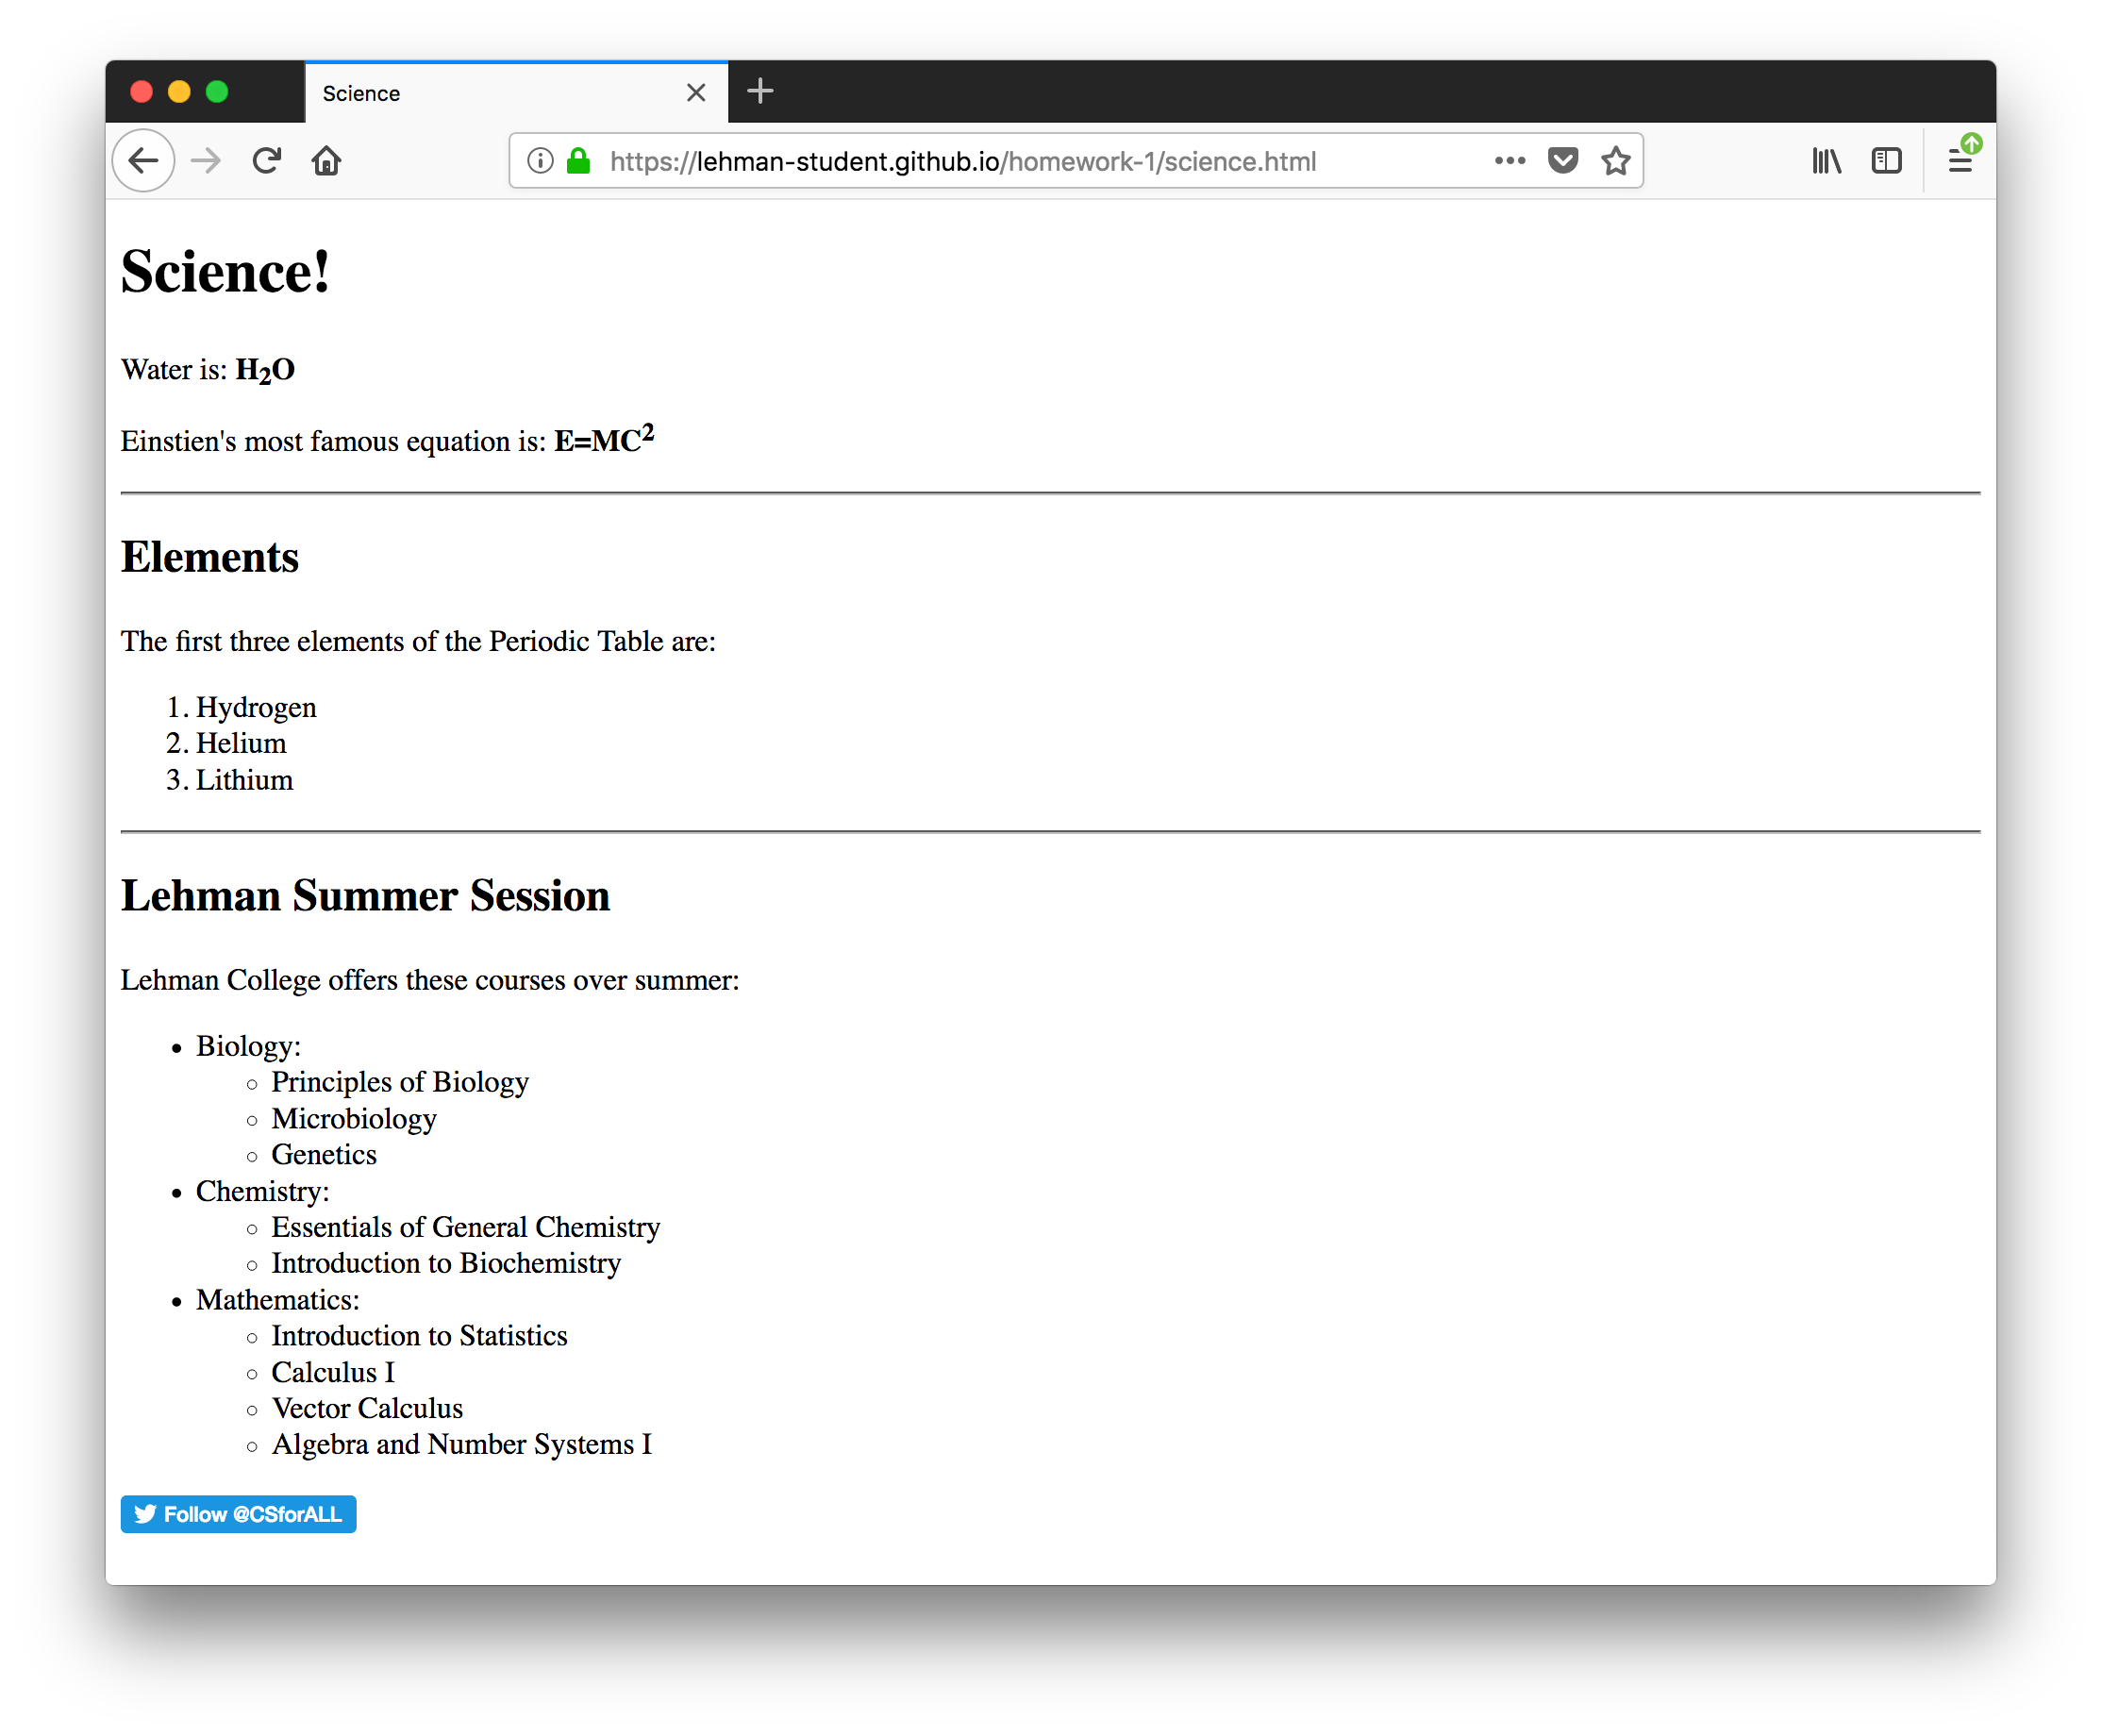 Science
https://lehman-student.github.io/homework-1/science.html
Science!
Water is: H₂O
Einstien's most famous equation is: E=MC²
Elements
The first three elements of the Periodic Table are:
1. Hydrogen
2. Helium
3. Lithium
Lehman Summer Session
Lehman College offers these courses over summer:
• Biology:
◦ Principles of Biology
◦ Microbiology
◦ Genetics
• Chemistry:
◦ Essentials of General Chemistry
◦ Introduction to Biochemistry
• Mathematics:
◦ Introduction to Statistics
◦ Calculus I
◦ Vector Calculus
◦ Algebra and Number Systems I
Follow @CSforALL